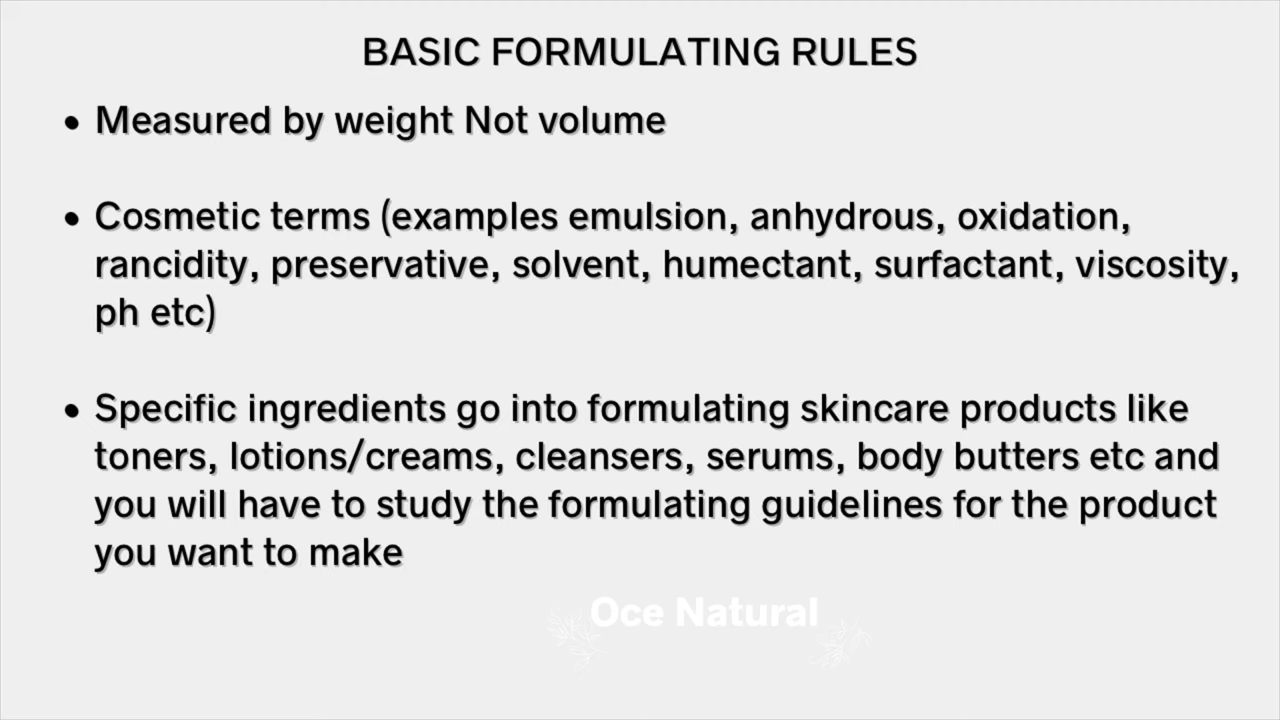 BASIC FORMULATING RULES
• Measured by weight Not volume
• Cosmetic terms (examples emulsion, anhydrous, oxidation,
rancidity, preservative, solvent, humectant, surfactant, viscosity,
ph etc)
• Specific ingredients go into formulating skincare products like
toners, lotions/creams, cleansers, serums, body butters etc and
you will have to study the formulating guidelines for the product
you want to make
Oce Natural